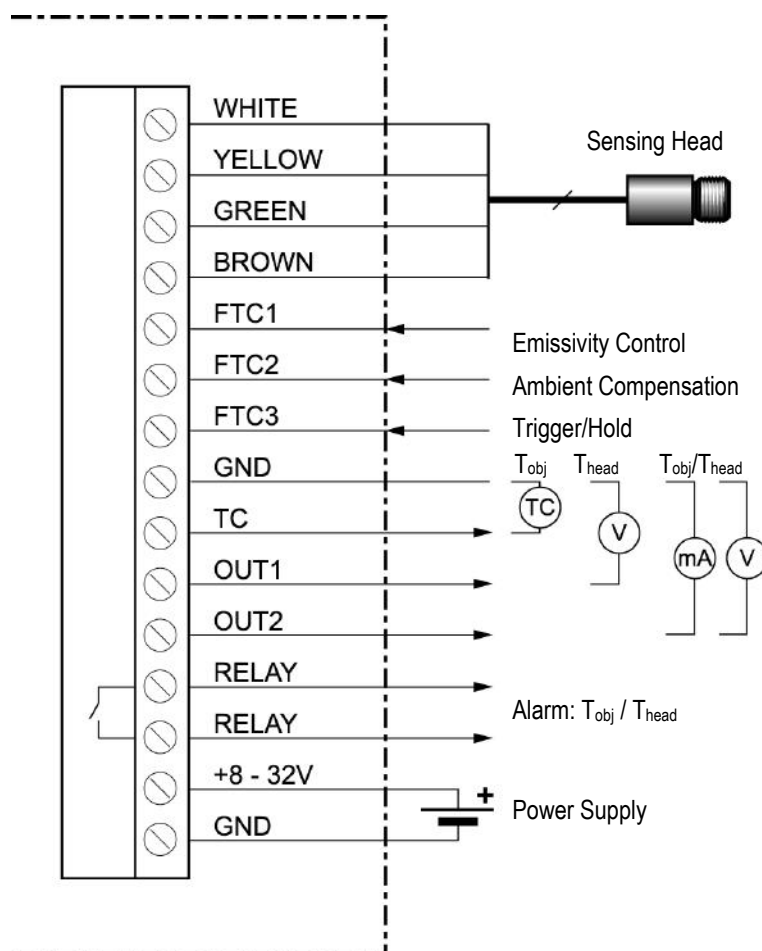 WHITE
Sensing Head
YELLOW
GREEN
BROWN
FTC1
Emissivity Control
FTC2
Ambient Compensation
FTC3
Trigger/Hold
GND
Tobj Thead Tobj/Thead
TC
TC
V
OUT1
mA V
OUT2
RELAY
Alarm: Tobj / Thead
RELAY
+8 - 32V
+
Power Supply
GND